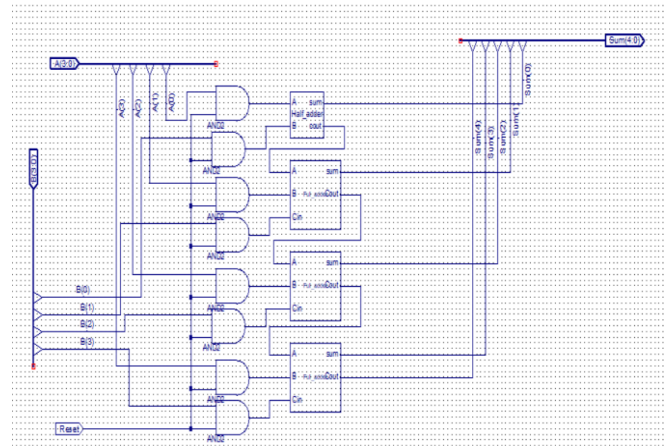 Sum(4:0)
A(3:0)
A(3)
A(2)
A(1)
A(0)
Sum(4)
Sum(3)
Sum(2)
Sum(1)
Sum(0)
B(3:0)
AND2
A sum
Half_adder
B cout
AND2
A sum
B Cout
Cin
AND2
AND2
A sum
B Cout
Cin
AND2
AND2
A sum
B Cout
Cin
AND2
AND2
B(0)
B(1)
B(2)
B(3)
Reset